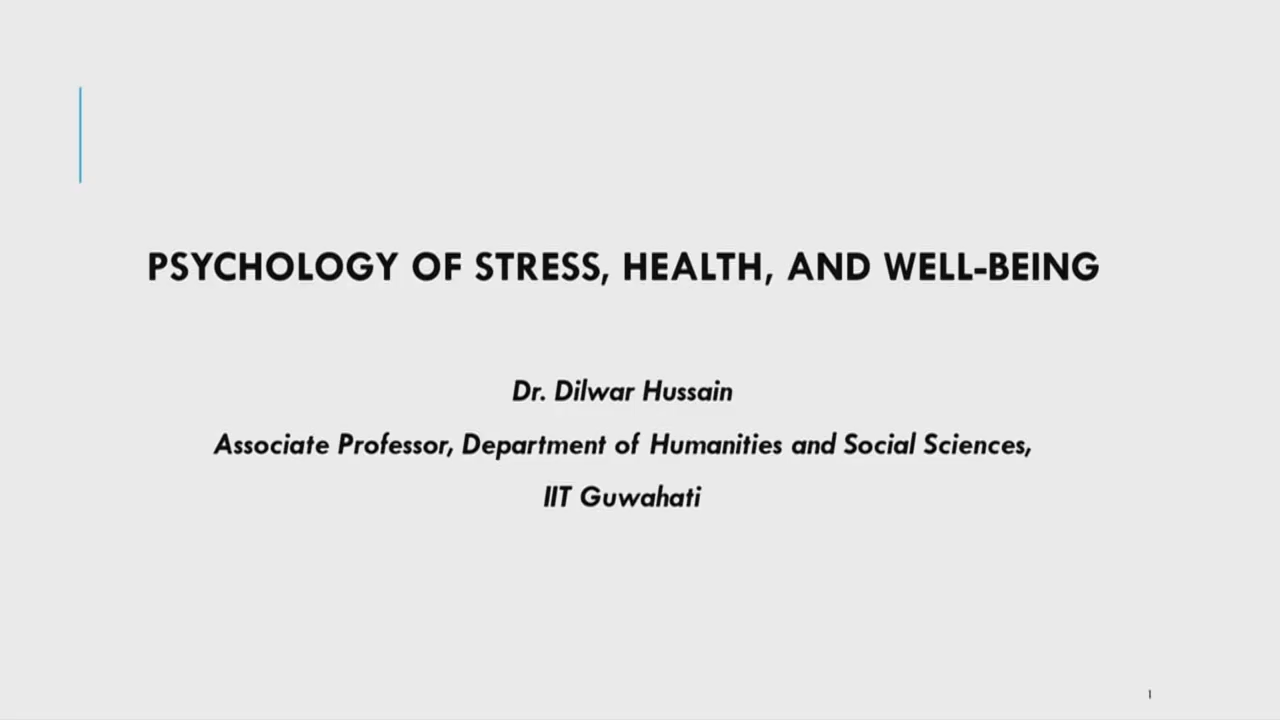 PSYCHOLOGY OF STRESS, HEALTH, AND WELL-BEING
Dr. Dilwar Hussain
Associate Professor, Department of Humanities and Social Sciences,
IIT Guwahati
1